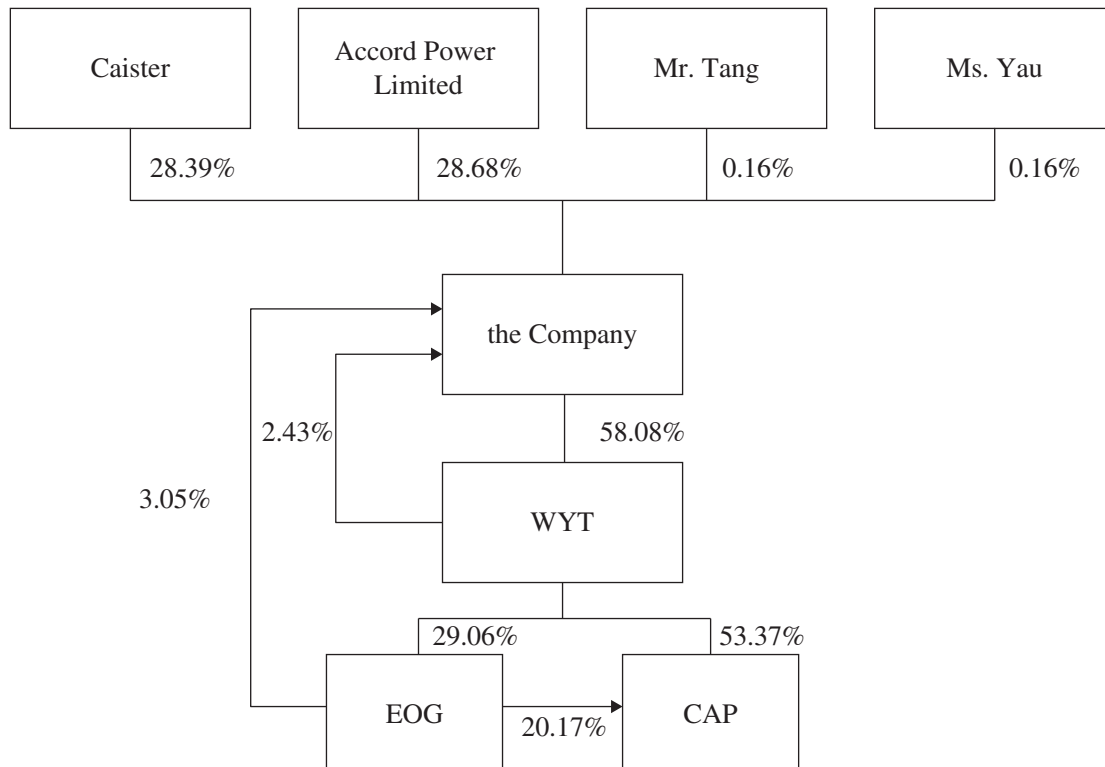 Caister
Accord Power
Limited
Mr. Tang
Ms. Yau
28.39%
28.68%
0.16%
0.16%
the Company
2.43%
58.08%
3.05%
WYT
29.06%
53.37%
EOG
20.17%
CAP